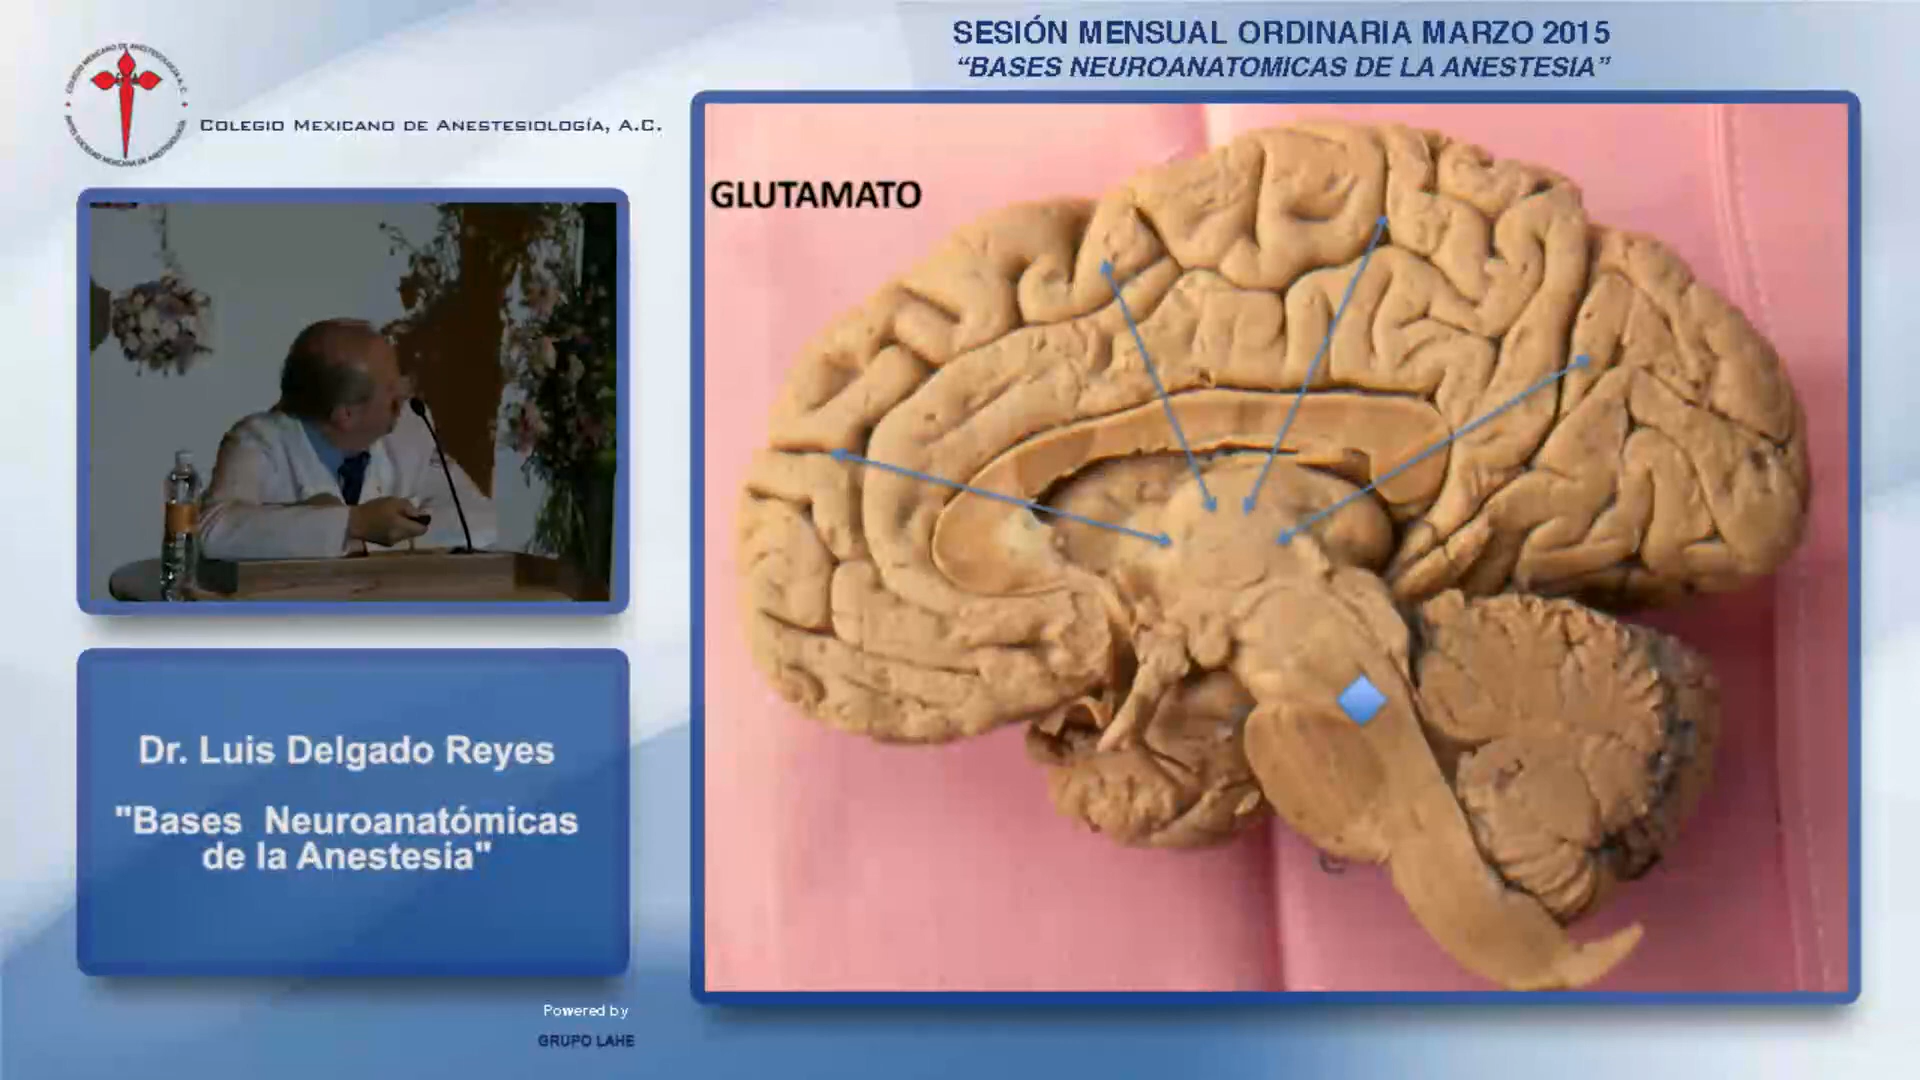 SESIÓN MENSUAL ORDINARIA MARZO 2015
“BASES NEUROANATOMICAS DE LA ANESTESIA”
COLEGIO MEXICANO DE ANESTESIOLOGÍA, A.C.
GLUTAMATO
Dr. Luis Delgado Reyes
"Bases Neuroanatómicas
de la Anestesia"
Powered by
GRUPO LAHE